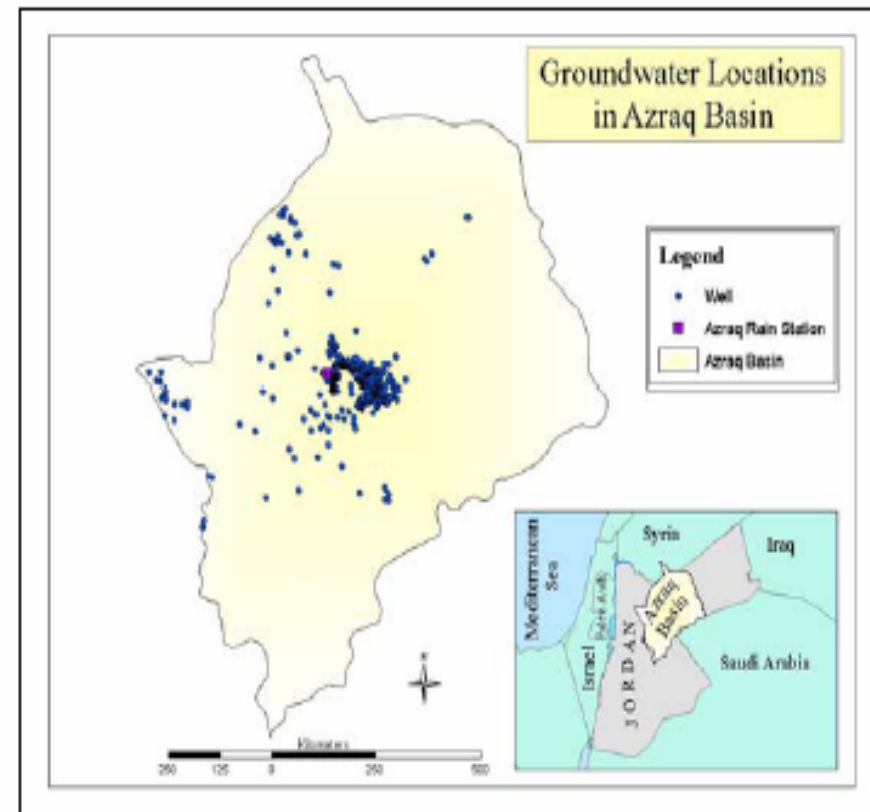 Groundwater Locations
in Azraq Basin
Legend
Well
Azraq Rain Station
Azraq Basin
Kilometers
250 125 0 250 500
Mediterranean
Sea
Syria
Iraq
Azraq
Basin
Israel
JORDAN
Saudi Arabia